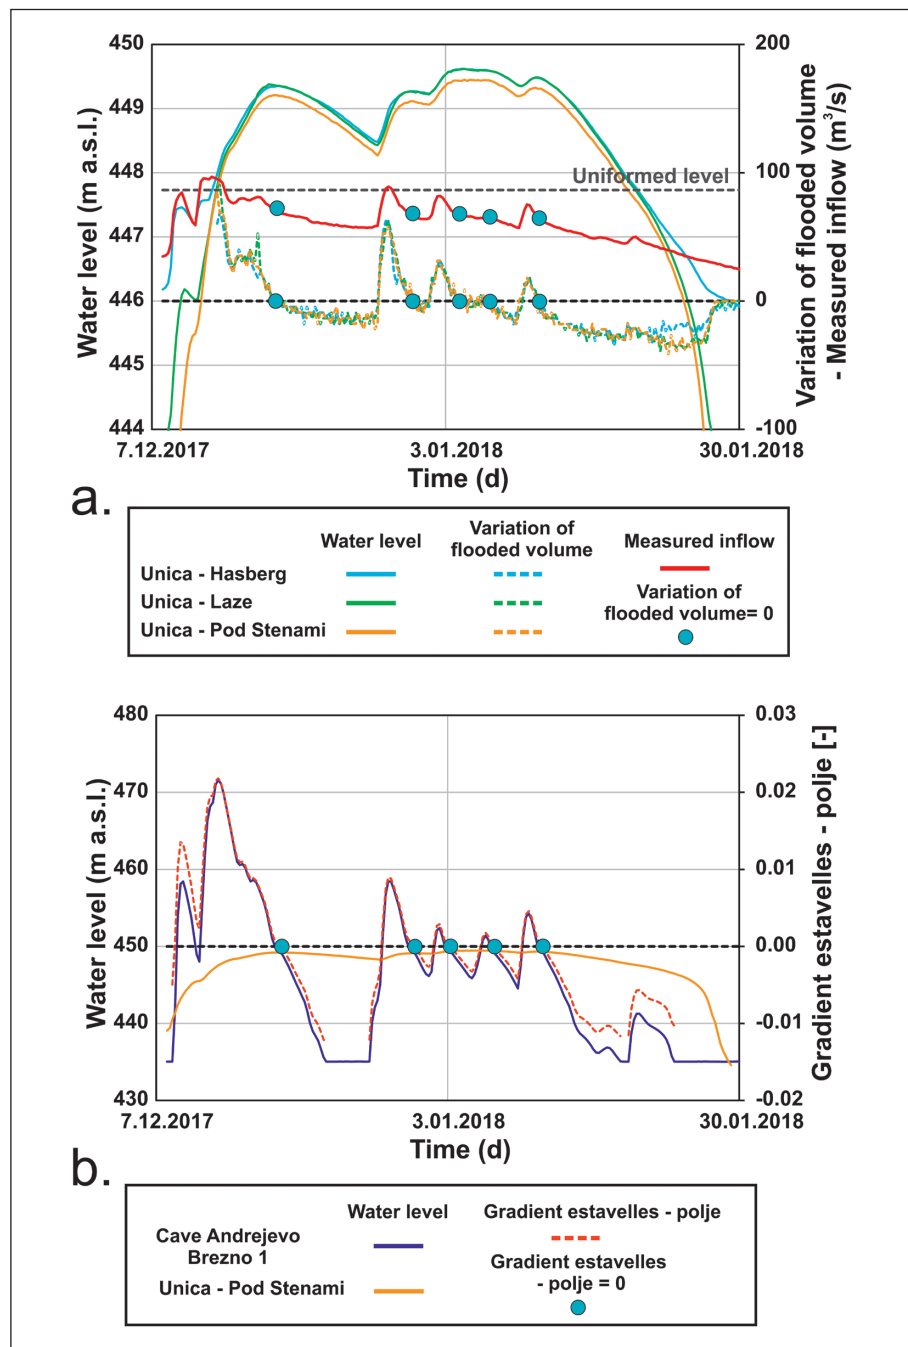 450
449
448
447
446
445
444
Water level (m a.s.l.)
200
100
0
-100
Variation of flooded volume
- Measured inflow (m³/s)
Uniformed level
7.12.2017
3.01.2018
30.01.2018
Time (d)
a.
Water level
Variation of
flooded volume
Measured inflow
Unica - Hasberg
Unica - Laze
Unica - Pod Stenami
Variation of
flooded volume= 0
480
470
460
450
440
430
Water level (m a.s.l.)
0.03
0.02
0.01
0.00
-0.01
-0.02
Gradient estavelles - polje [-]
7.12.2017
3.01.2018
30.01.2018
Time (d)
b.
Water level
Gradient estavelles - polje
Cave Andrejevo
Brezno 1
Unica - Pod Stenami
Gradient estavelles
- polje = 0